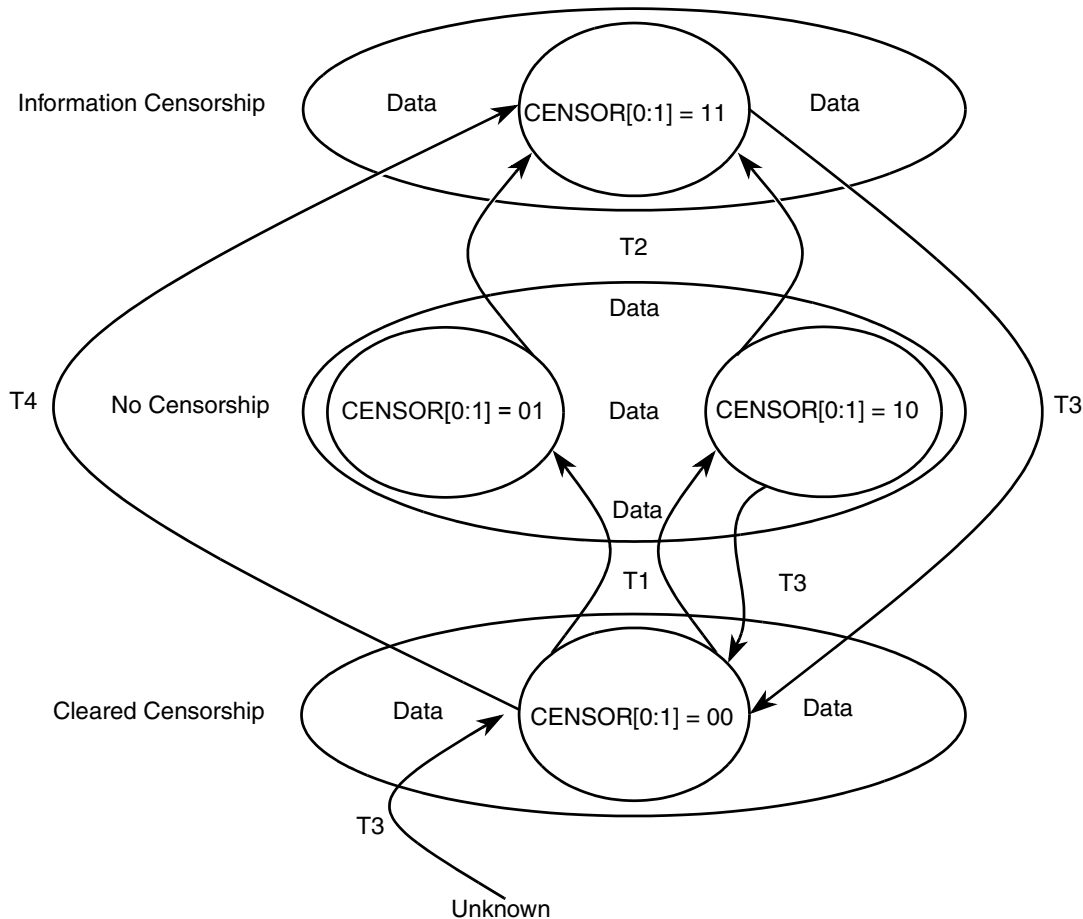 Information Censorship
Data
CENSOR[0:1] = 11
Data
T2
Data
T4
No Censorship
CENSOR[0:1] = 01
Data
CENSOR[0:1] = 10
T3
Data
T1
T3
Cleared Censorship
Data
CENSOR[0:1] = 00
Data
T3
Unknown